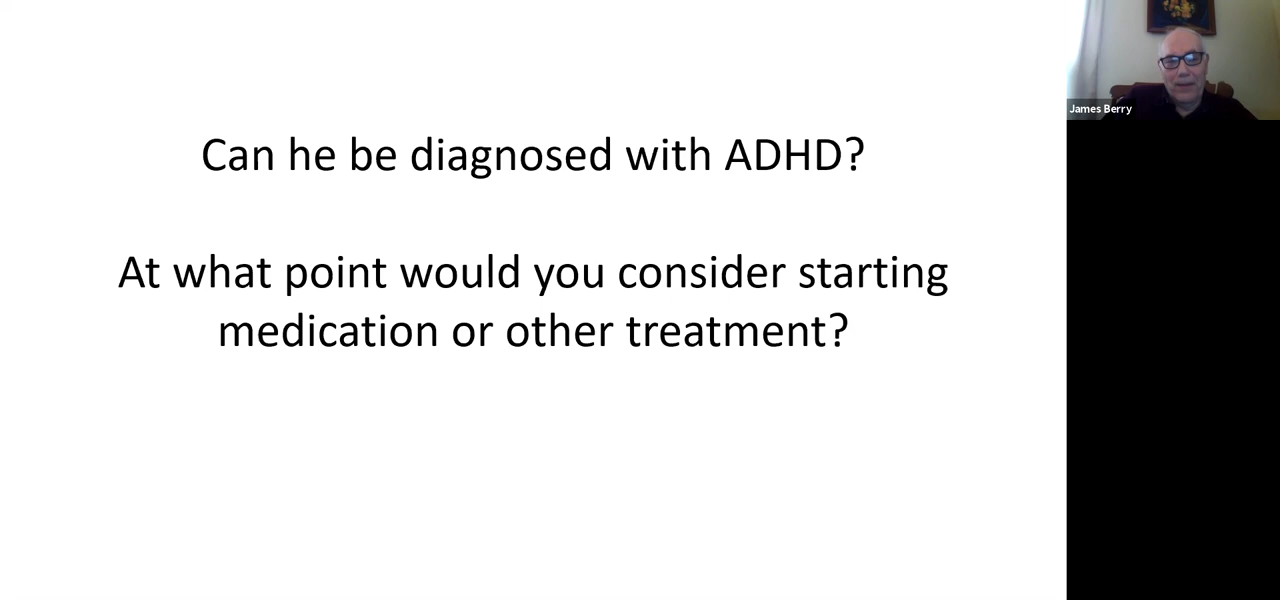 Can he be diagnosed with ADHD?
At what point would you consider starting
medication or other treatment?
James Berry